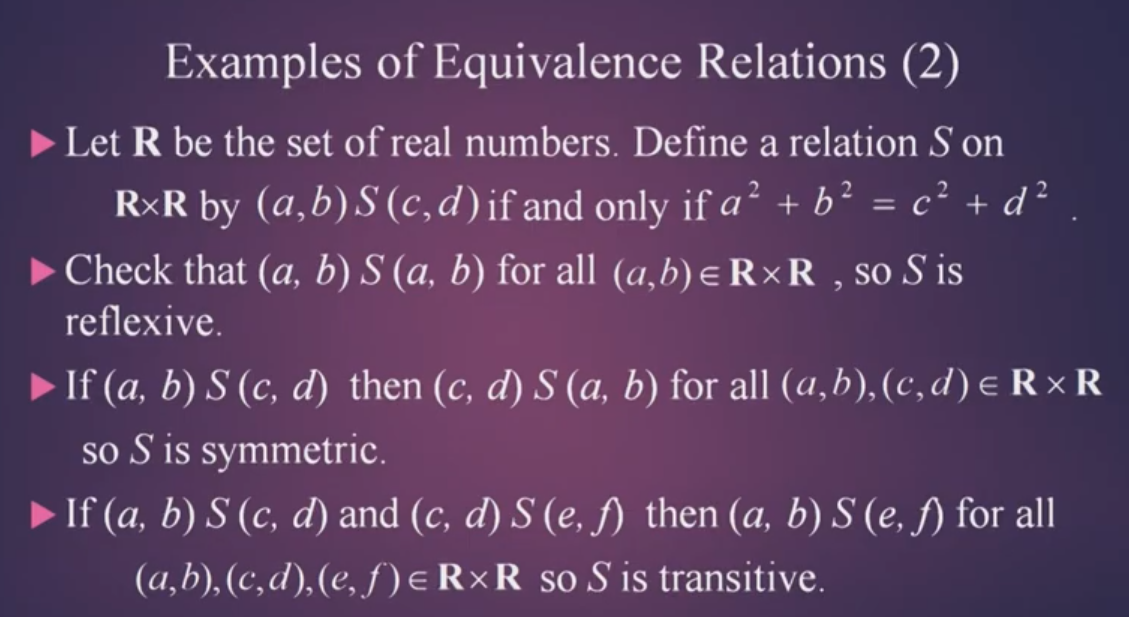 Examples of Equivalence Relations (2)
Let R be the set of real numbers. Define a relation S on
R×R by (a,b) S (c,d) if and only if a² + b² = c² + d² .
Check that (a, b) S (a, b) for all (a,b) ∈ R×R , so S is
reflexive.
If (a, b) S (c, d) then (c, d) S (a, b) for all (a,b),(c,d) ∈ R × R
so S is symmetric.
If (a, b) S (c, d) and (c, d) S (e, f) then (a, b) S (e, f) for all
(a,b),(c,d),(e,f) ∈ R×R so S is transitive.